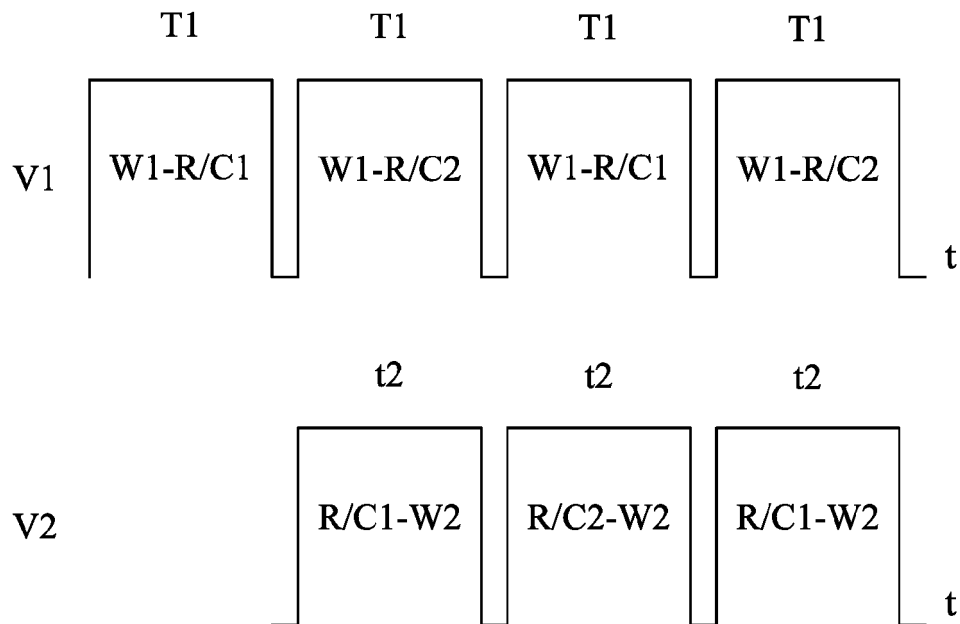 T1 T1 T1 T1
V1 W1-R/C1 W1-R/C2 W1-R/C1 W1-R/C2
t
t2 t2 t2
V2 R/C1-W2 R/C2-W2 R/C1-W2
t